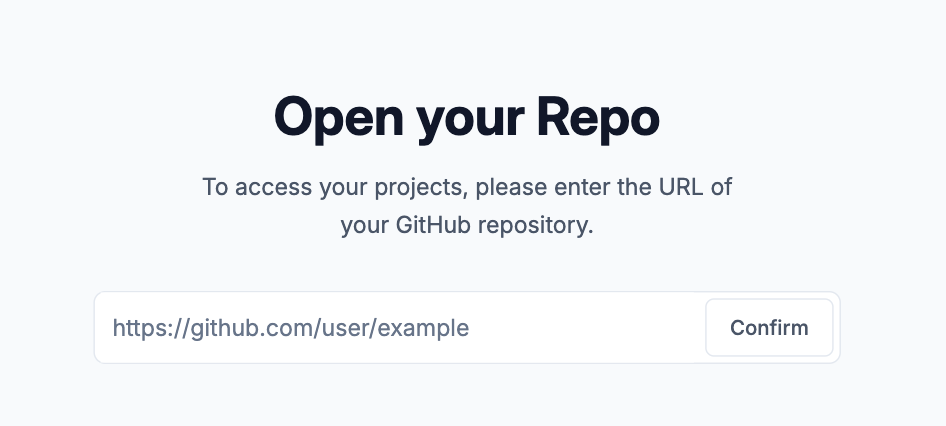 Open your Repo
To access your projects, please enter the URL of
your GitHub repository.
https://github.com/user/example
Confirm